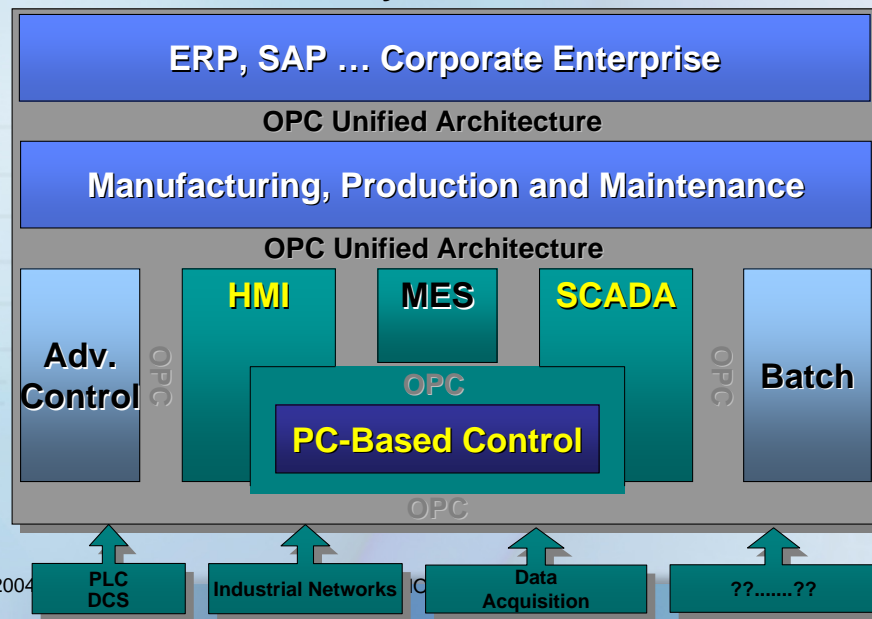 ERP, SAP … Corporate Enterprise
OPC Unified Architecture
Manufacturing, Production and Maintenance
OPC Unified Architecture
HMI
MES
SCADA
Adv.
Control
OPC
OPC
OPC
Batch
PC-Based Control
OPC
2004
PLC
DCS
Industrial Networks
Data
Acquisition
??.......??